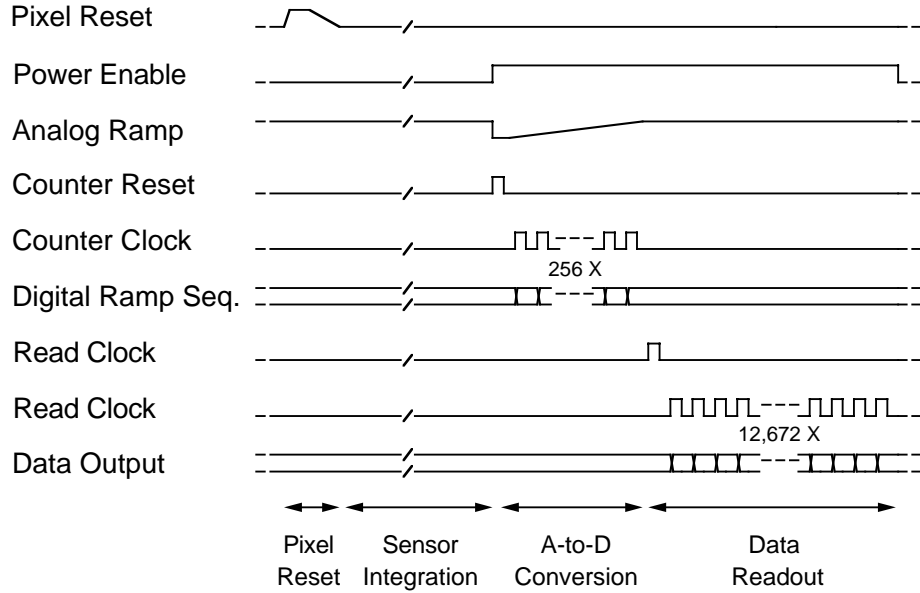 Pixel Reset
Power Enable
Analog Ramp
Counter Reset
Counter Clock
256 X
Digital Ramp Seq.
Read Clock
Read Clock
12,672 X
Data Output
Pixel Reset
Sensor Integration
A-to-D Conversion
Data Readout